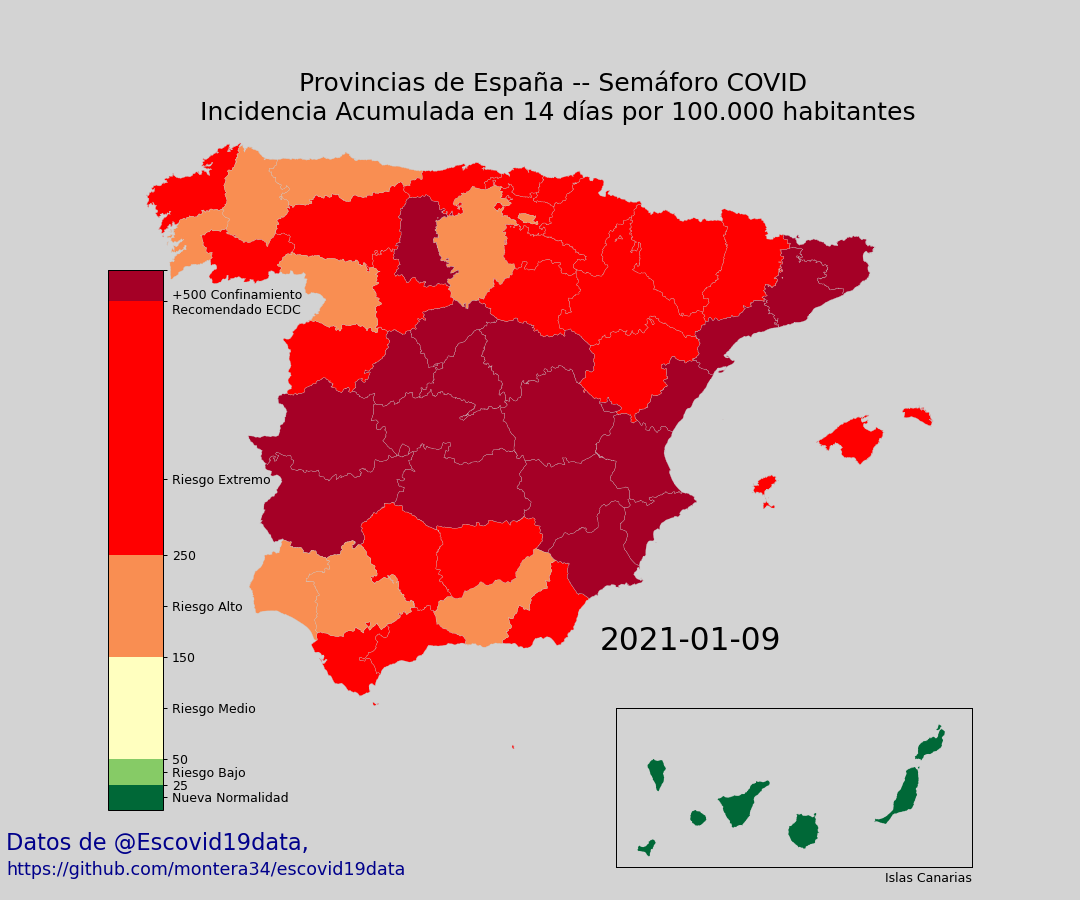 Provincias de España -- Semáforo COVID
Incidencia Acumulada en 14 días por 100.000 habitantes
+500 Confinamiento
Recomendado ECDC
Riesgo Extremo
250
Riesgo Alto
150
Riesgo Medio
50
Riesgo Bajo
25
Nueva Normalidad
2021-01-09
Islas Canarias
Datos de @Escovid19data,
https://github.com/montera34/escovid19data